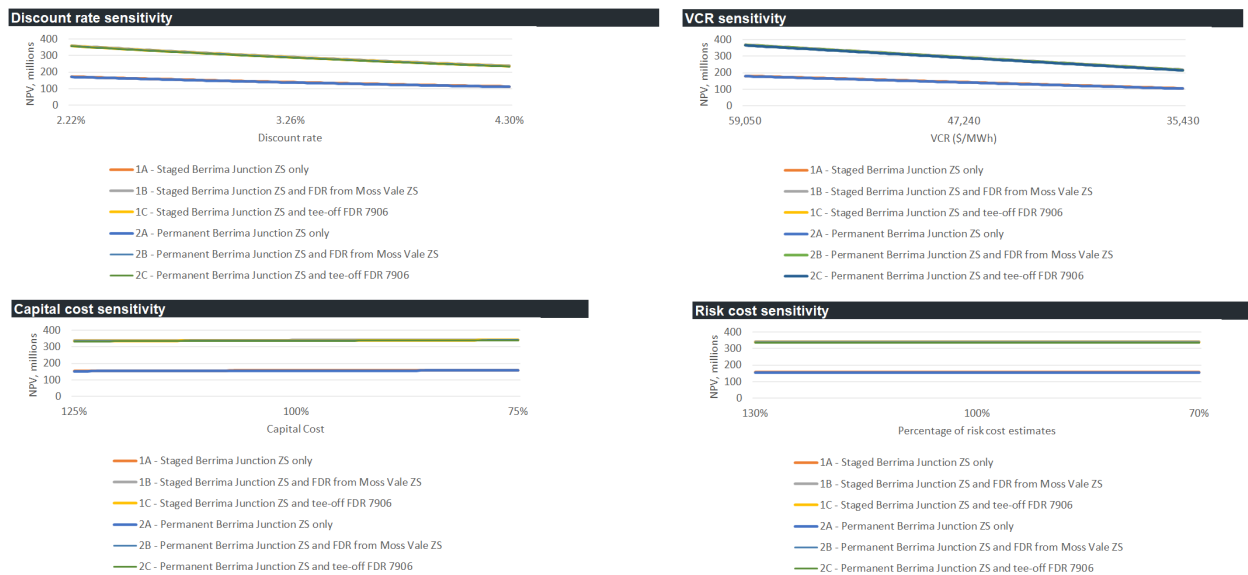 Discount rate sensitivity
NPV, millions
400
300
200
100
0
2.22%
3.26%
4.30%
Discount rate
1A - Staged Berrima Junction ZS only
1B - Staged Berrima Junction ZS and FDR from Moss Vale ZS
1C - Staged Berrima Junction ZS and tee-off FDR 7906
2A - Permanent Berrima Junction ZS only
2B - Permanent Berrima Junction ZS and FDR from Moss Vale ZS
2C - Permanent Berrima Junction ZS and tee-off FDR 7906
VCR sensitivity
NPV, millions
400
300
200
100
0
59,050
47,240
35,430
VCR ($/MWh)
1A - Staged Berrima Junction ZS only
1B - Staged Berrima Junction ZS and FDR from Moss Vale ZS
1C - Staged Berrima Junction ZS and tee-off FDR 7906
2A - Permanent Berrima Junction ZS only
2B - Permanent Berrima Junction ZS and FDR from Moss Vale ZS
2C - Permanent Berrima Junction ZS and tee-off FDR 7906
Capital cost sensitivity
NPV, millions
400
300
200
100
0
125%
100%
75%
Capital Cost
1A - Staged Berrima Junction ZS only
1B - Staged Berrima Junction ZS and FDR from Moss Vale ZS
1C - Staged Berrima Junction ZS and tee-off FDR 7906
2A - Permanent Berrima Junction ZS only
2B - Permanent Berrima Junction ZS and FDR from Moss Vale ZS
2C - Permanent Berrima Junction ZS and tee-off FDR 7906
Risk cost sensitivity
NPV, millions
400
300
200
100
0
130%
100%
70%
Percentage of risk cost estimates
1A - Staged Berrima Junction ZS only
1B - Staged Berrima Junction ZS and FDR from Moss Vale ZS
1C - Staged Berrima Junction ZS and tee-off FDR 7906
2A - Permanent Berrima Junction ZS only
2B - Permanent Berrima Junction ZS and FDR from Moss Vale ZS
2C - Permanent Berrima Junction ZS and tee-off FDR 7906